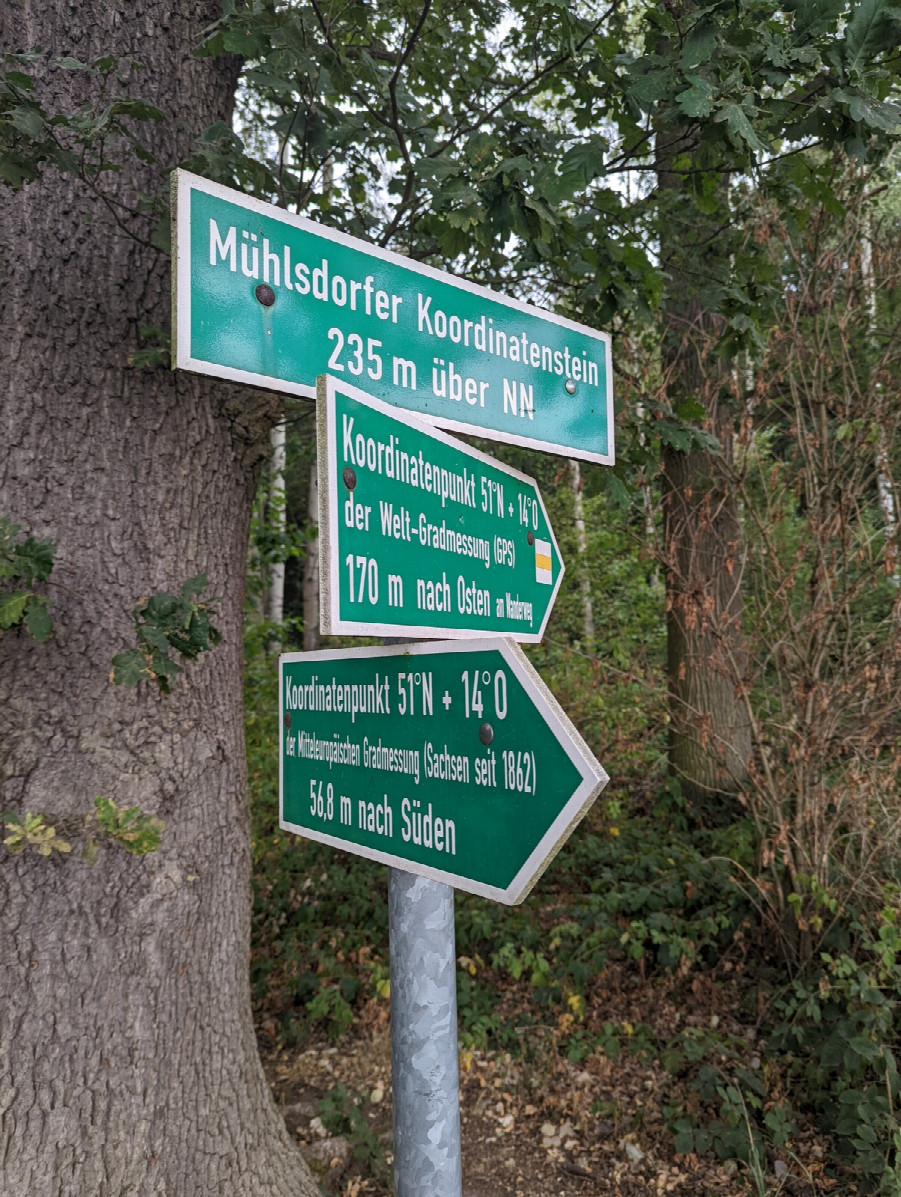 Mühlsdorfer Koordinatenstein
235 m über NN
Koordinatenpunkt 51°N + 14°O
der Welt-Gradmessung (GPS)
170 m nach Osten am Wanderweg
Koordinatenpunkt 51°N + 14°O
der Mitteleuropäischen Gradmessung (Sachsen seit 1862)
56,8 m nach Süden